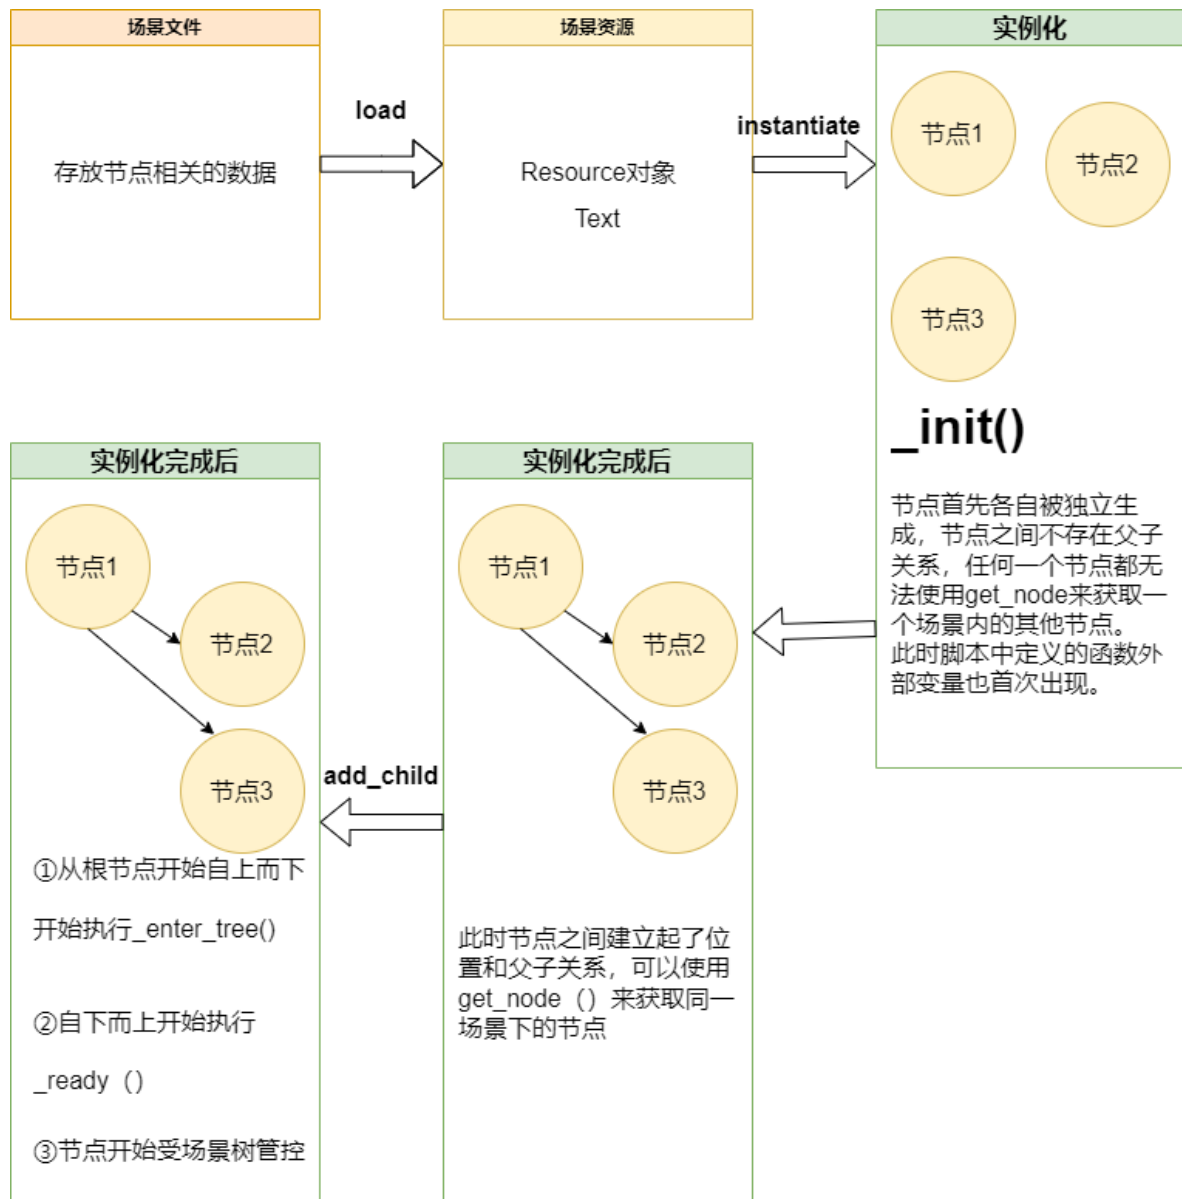 场景文件
存放节点相关的数据
load
场景资源
Resource对象
Text
instantiate
实例化
节点1
节点2
节点3
_init()
节点首先各自被独立生
成，节点之间不存在父子
关系，任何一个节点都无
法使用get_node来获取一
个场景内的其他节点。
此时脚本中定义的函数外
部变量也首次出现。
实例化完成后
节点1
节点2
节点3
此时节点之间建立起了位
置和父子关系，可以使用
get_node（）来获取同一
场景下的节点
add_child
实例化完成后
节点1
节点2
节点3
①从根节点开始自上而下
开始执行_enter_tree()
②自下而上开始执行
_ready（）
③节点开始受场景树管控